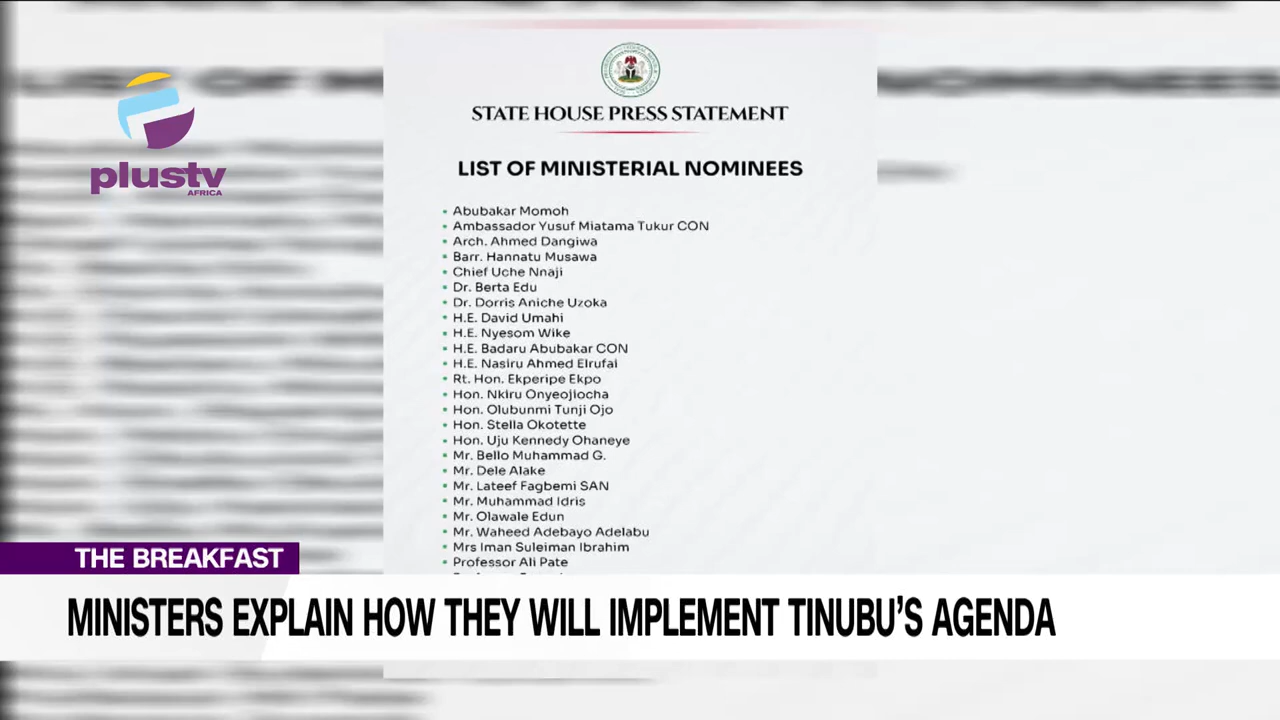 plustv
AFRICA
STATE HOUSE PRESS STATEMENT
LIST OF MINISTERIAL NOMINEES
• Abubakar Momoh
• Ambassador Yusuf Miatama Tukur CON
• Arch. Ahmed Dangiwa
• Barr. Hannatu Musawa
• Chief Uche Nnaji
• Dr. Berta Edu
• Dr. Dorris Aniche Uzoka
• H.E. David Umahi
• H.E. Nyesom Wike
• H.E. Badaru Abubakar CON
• H.E. Nasiru Ahmed Elrufai
• Rt. Hon. Ekperipe Ekpo
• Hon. Nkiru Onyeojiocha
• Hon. Olubunmi Tunji Ojo
• Hon. Stella Okotette
• Hon. Uju Kennedy Ohaneye
• Mr. Bello Muhammad G.
• Mr. Dele Alake
• Mr. Lateef Fagbemi SAN
• Mr. Muhammad Idris
• Mr. Olawale Edun
• Mr. Waheed Adebayo Adelabu
• Mrs Iman Suleiman Ibrahim
• Professor Ali Pate
THE BREAKFAST
MINISTERS EXPLAIN HOW THEY WILL IMPLEMENT TINUBU'S AGENDA